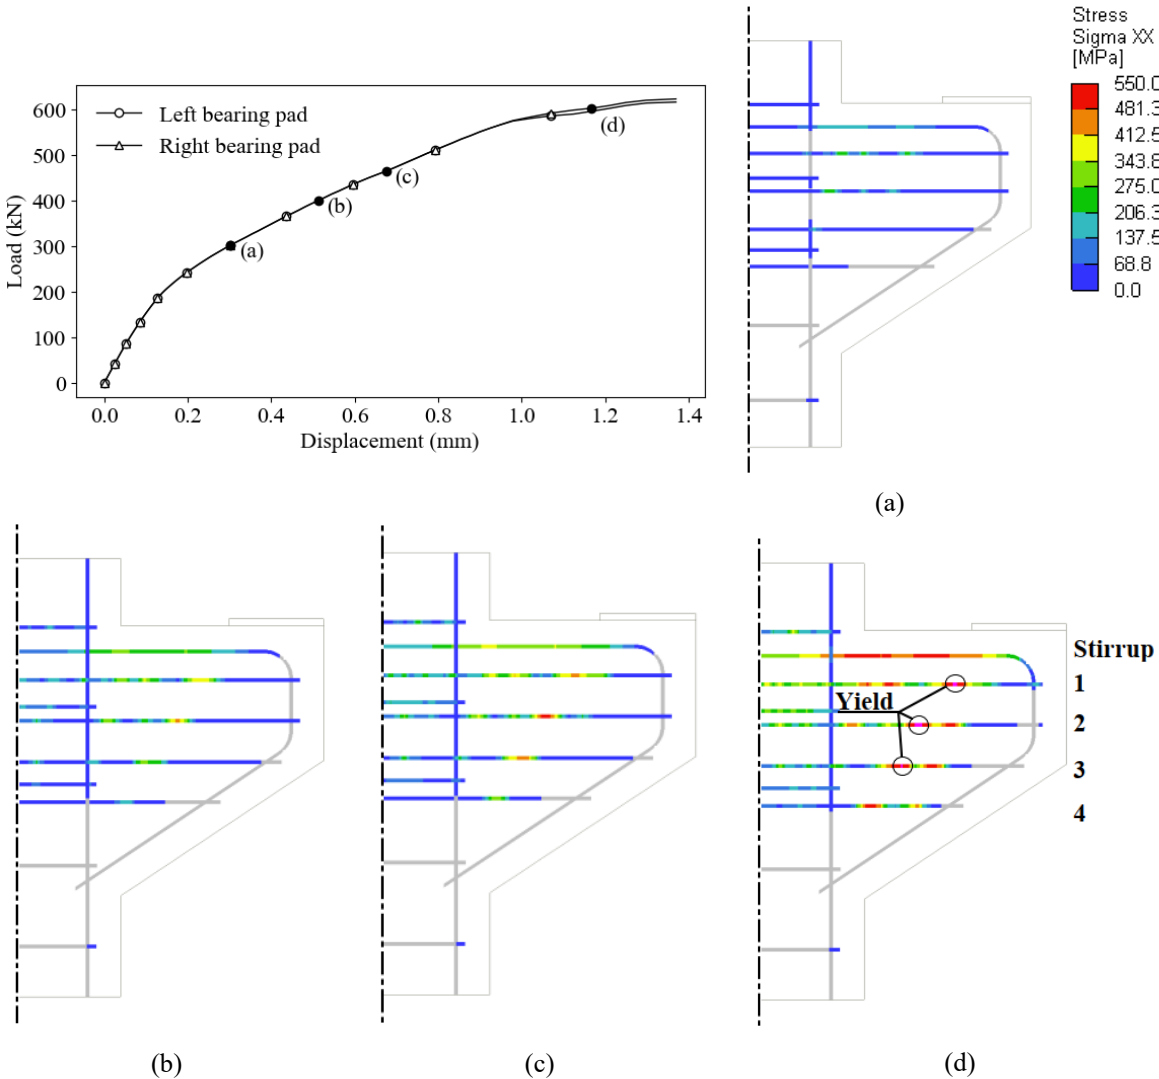 Left bearing pad
Right bearing pad
600
500
400
300
200
100
0
Load (kN)
(a)
(b)
(c)
(d)
0.0
0.2
0.4
0.6
0.8
1.0
1.2
1.4
Displacement (mm)
Stress
Sigma XX
[MPa]
550.0
481.3
412.5
343.8
275.0
206.3
137.5
68.8
0.0
(a)
Stirrup
1
Yield
2
3
4
(b)
(c)
(d)